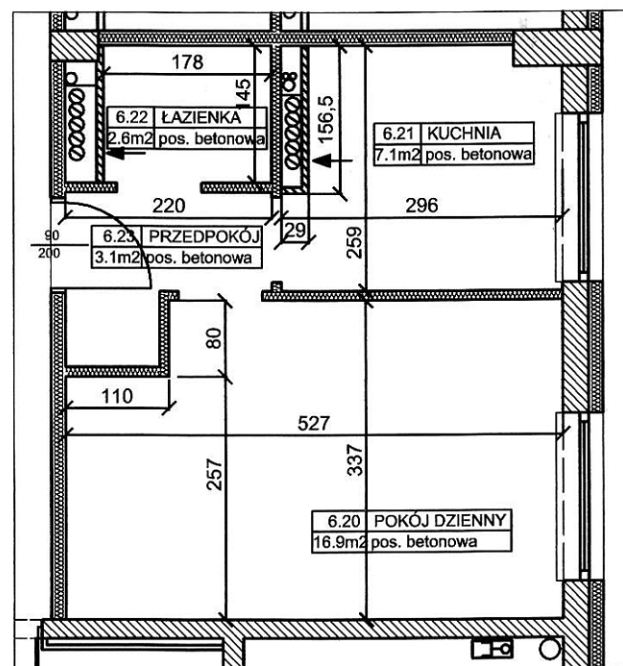 178
145
6.22 ŁAZIENKA
2.6m2 pos. betonowa
156,5
6.21 KUCHNIA
7.1m2 pos. betonowa
220
29
296
90
200
6.23 PRZEDPOKÓJ
3.1m2 pos. betonowa
259
80
110
527
257
337
6.20 POKÓJ DZIENNY
16.9m2 pos. betonowa